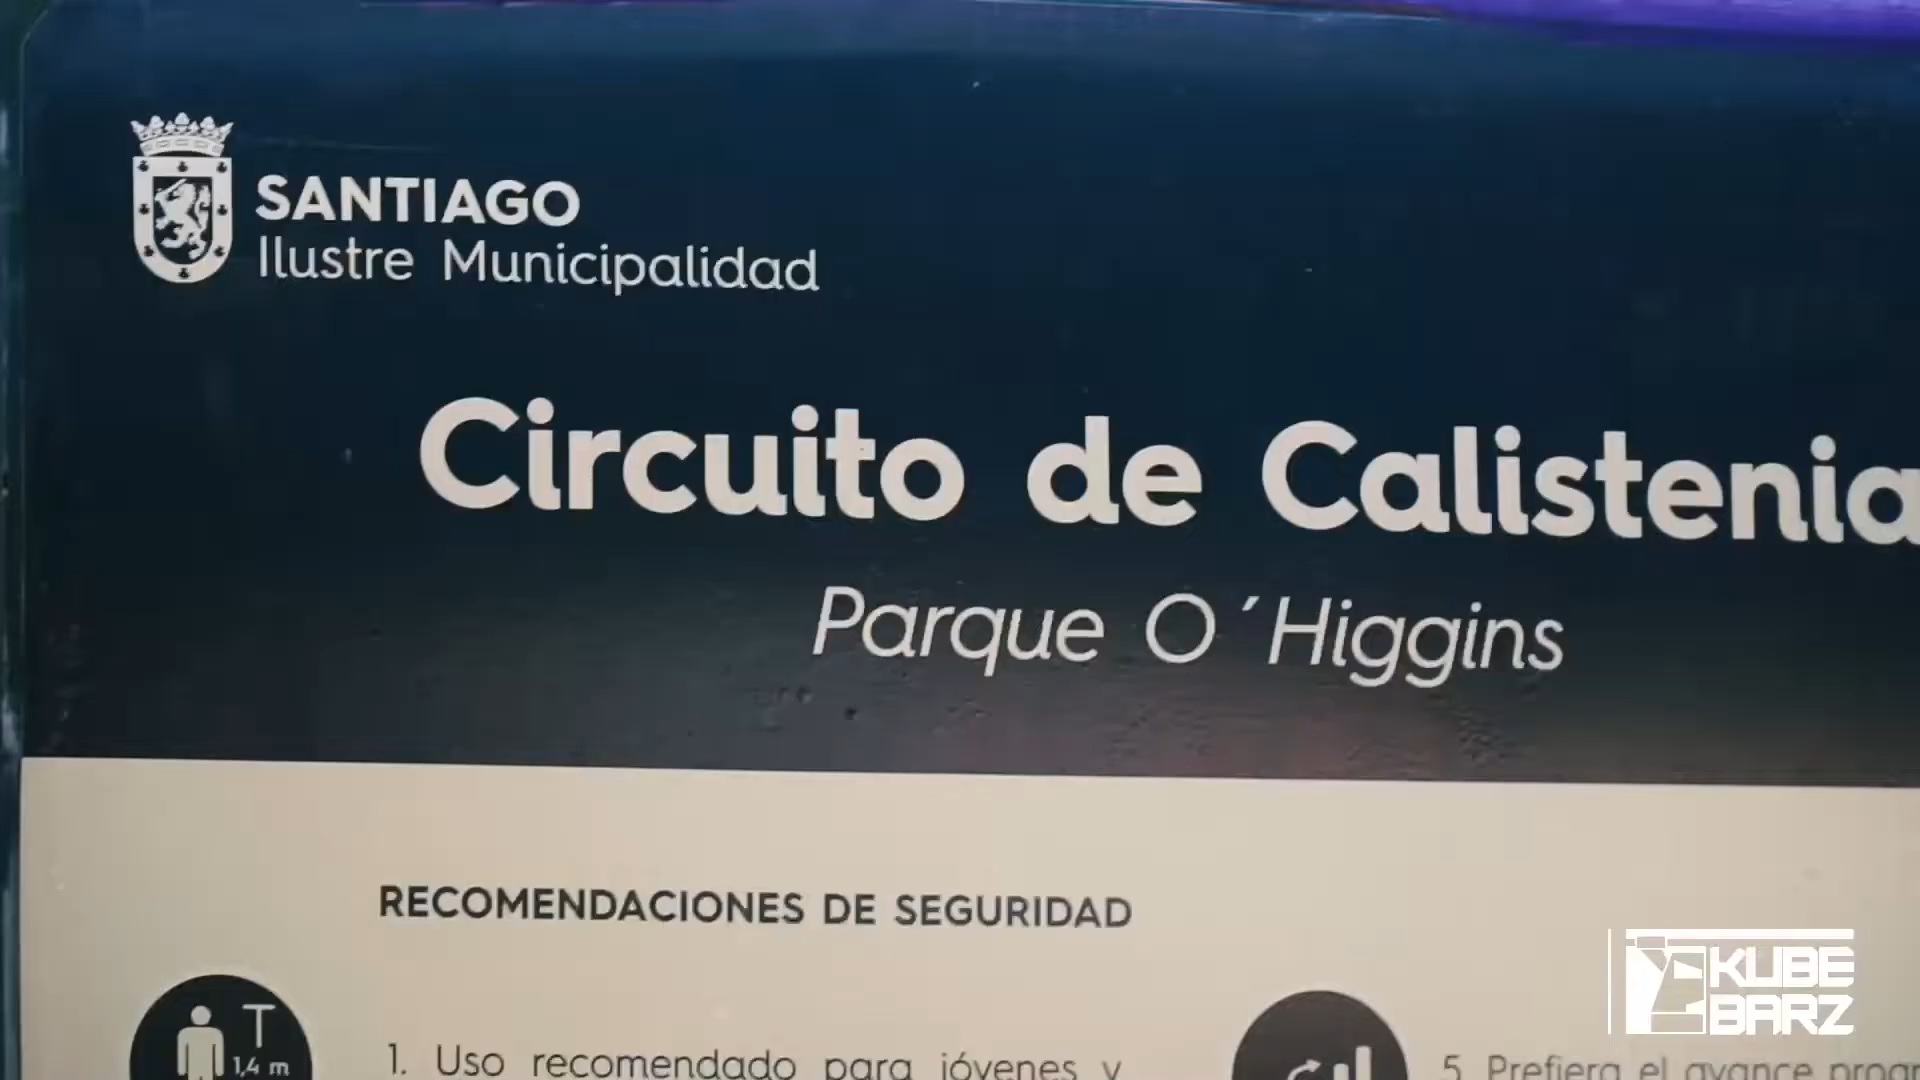 SANTIAGO
Ilustre Municipalidad
Circuito de Calistenia
Parque O´Higgins
RECOMENDACIONES DE SEGURIDAD
1,4 m
1. Uso recomendado para jóvenes y
5. Prefiera el avance
KUBE
BARZ